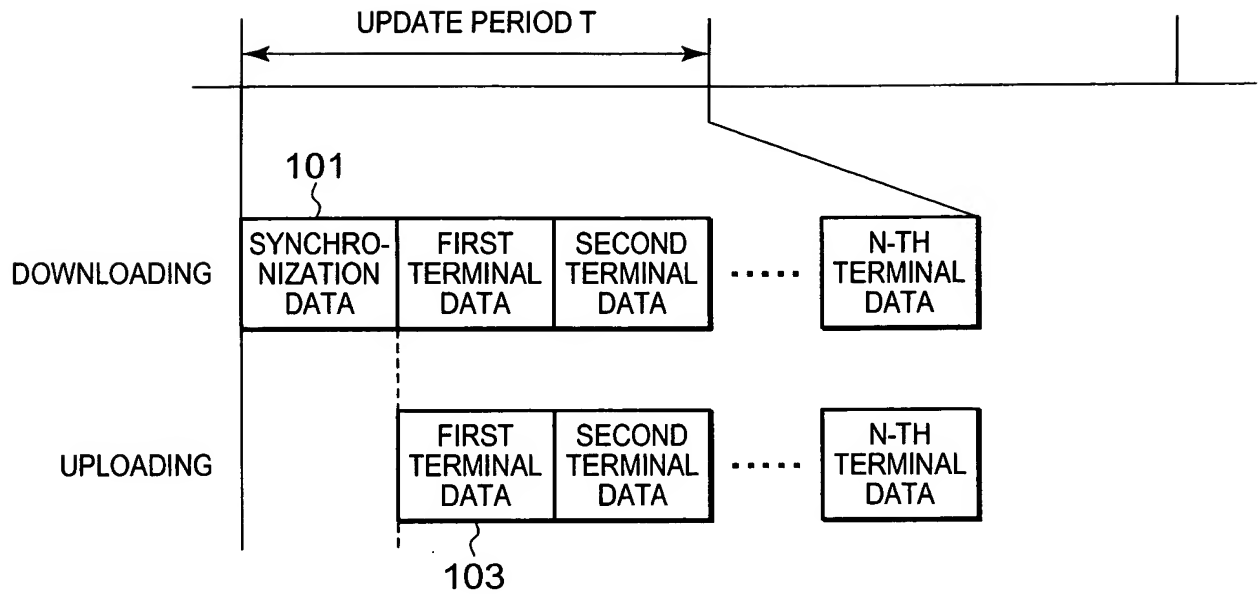 UPDATE PERIOD T
101
DOWNLOADING
SYNCHRO-
NIZATION
DATA
FIRST
TERMINAL
DATA
SECOND
TERMINAL
DATA
.....
N-TH
TERMINAL
DATA
UPLOADING
FIRST
TERMINAL
DATA
SECOND
TERMINAL
DATA
.....
N-TH
TERMINAL
DATA
103